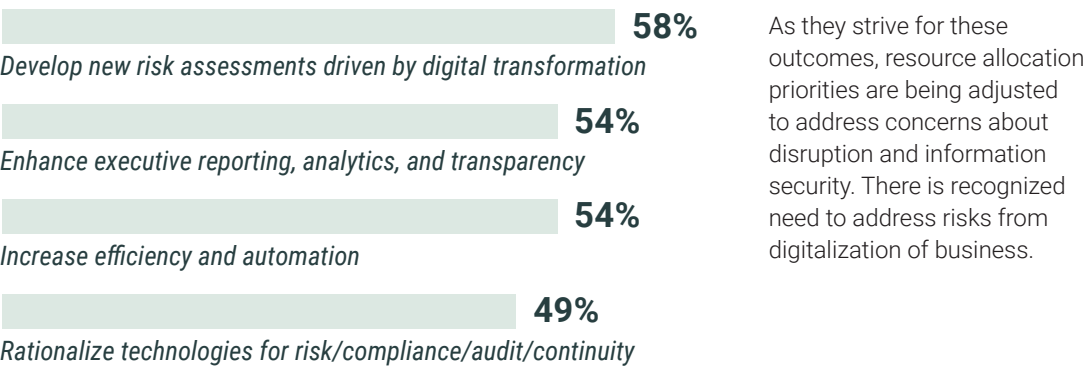 58%
Develop new risk assessments driven by digital transformation
54%
Enhance executive reporting, analytics, and transparency
54%
Increase efficiency and automation
49%
Rationalize technologies for risk/compliance/audit/continuity
As they strive for these
outcomes, resource allocation
priorities are being adjusted
to address concerns about
disruption and information
security. There is recognized
need to address risks from
digitalization of business.